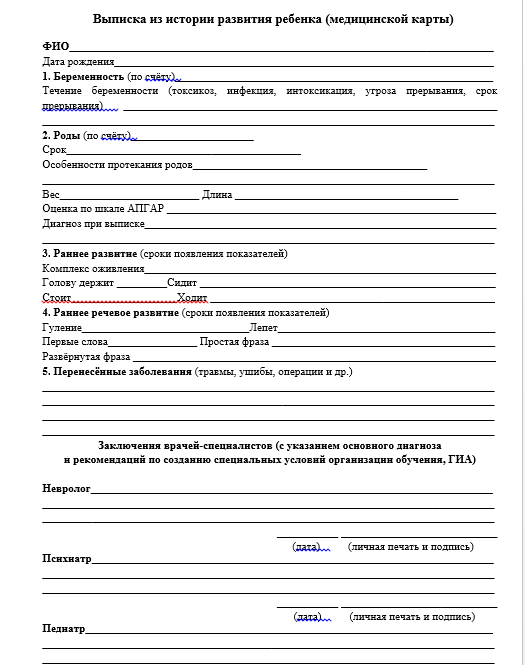 Выписка из истории развития ребенка (медицинской карты)
ФИО
Дата рождения
1. Беременность (по счёту)
Течение беременности (токсикоз, инфекция, интоксикация, угроза прерывания, срок
прерывания)
2. Роды (по счёту)
Срок
Особенности протекания родов
Вес Длина
Оценка по шкале АПГАР
Диагноз при выписке
3. Раннее развитие (сроки появления показателей)
Комплекс оживления
Голову держит Сидит
Стоит Ходит
4. Раннее речевое развитие (сроки появления показателей)
Гуление Лепет
Первые слова Простая фраза
Развёрнутая фраза
5. Перенесённые заболевания (травмы, ушибы, операции и др.)
Заключения врачей-специалистов (с указанием основного диагноза
и рекомендаций по созданию специальных условий организации обучения, ГИА)
Невролог
(дата) (личная печать и подпись)
Психиатр
(дата) (личная печать и подпись)
Педиатр